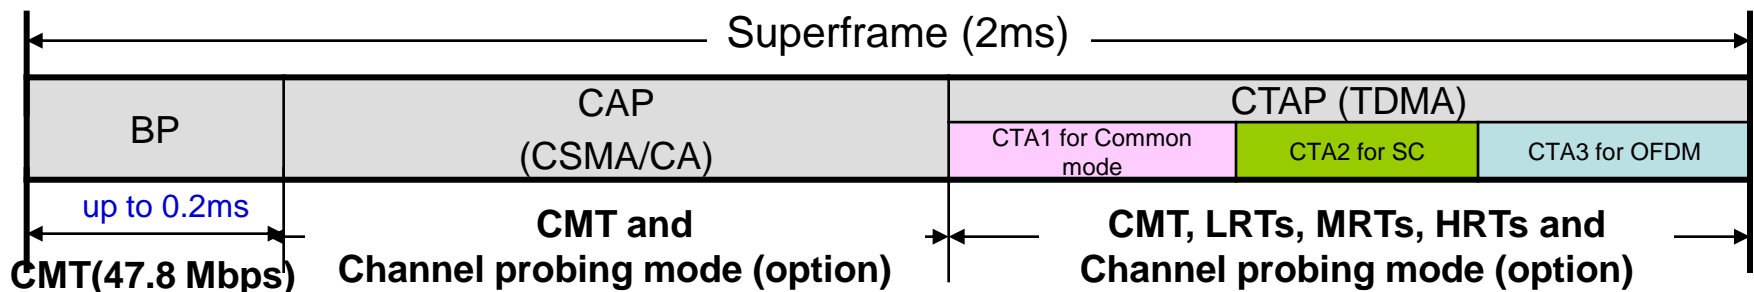 Superframe (2ms)
BP
CAP
(CSMA/CA)
CTAP (TDMA)
CTA1 for Common
mode
CTA2 for SC
CTA3 for OFDM
up to 0.2ms
CMT(47.8 Mbps)
CMT and
Channel probing mode (option)
CMT, LRTs, MRTs, HRTs and
Channel probing mode (option)